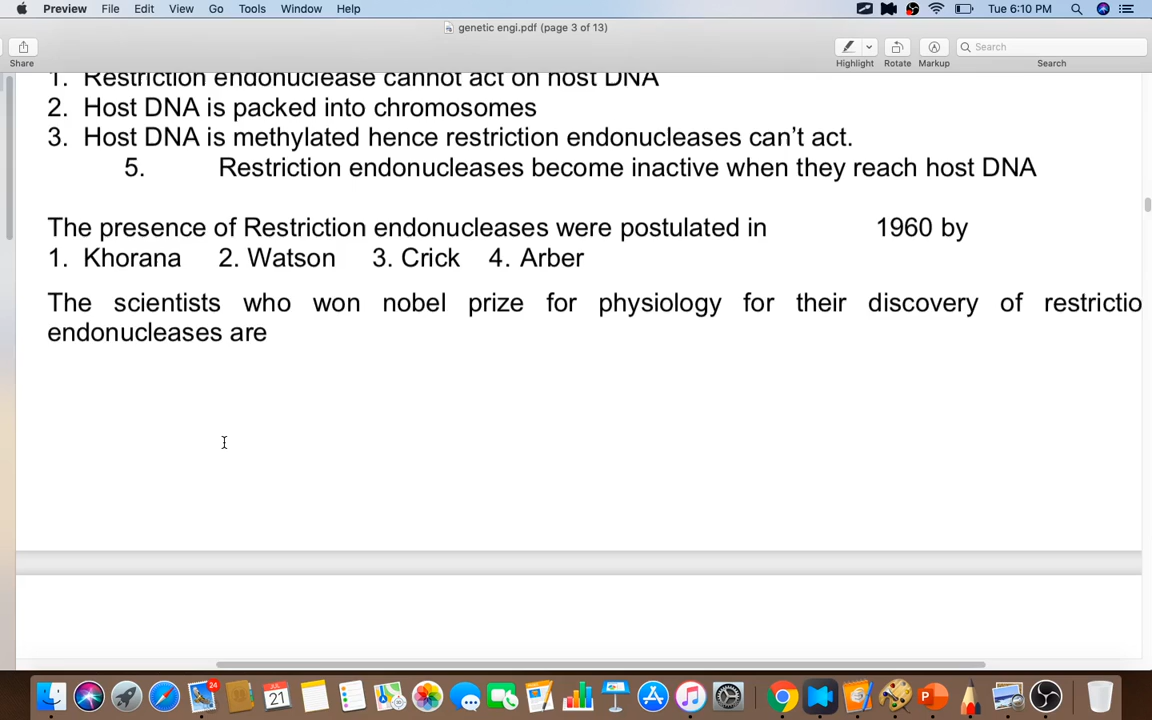 Preview File Edit View Go Tools Window Help Tue 6:10 PM
genetic engi.pdf (page 3 of 13)
Search
Share Highlight Rotate Markup Search
1. Restriction endonuclease cannot act on host DNA
2. Host DNA is packed into chromosomes
3. Host DNA is methylated hence restriction endonucleases can't act.
5. Restriction endonucleases become inactive when they reach host DNA
The presence of Restriction endonucleases were postulated in 1960 by
1. Khorana 2. Watson 3. Crick 4. Arber
The scientists who won nobel prize for physiology for their discovery of restrictio
endonucleases are
24
JUL
21